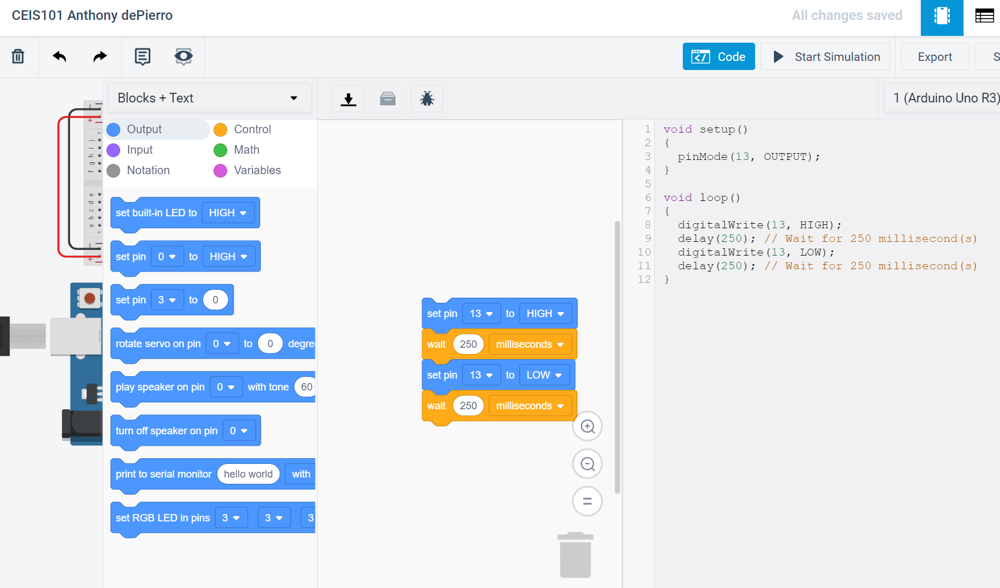 CEIS101 Anthony dePierro
All changes saved
Code
Start Simulation
Export
Blocks + Text
1 (Arduino Uno R3)
Output
Control
Input
Math
Notation
Variables
set built-in LED to HIGH
set pin 0 to HIGH
set pin 3 to 0
rotate servo on pin 0 to 0 degre
play speaker on pin 0 with tone 60
turn off speaker on pin 0
print to serial monitor hello world with
set RGB LED in pins 3 3 3
set pin 13 to HIGH
wait 250 milliseconds
set pin 13 to LOW
wait 250 milliseconds
1 void setup()
2 {
3   pinMode(13, OUTPUT);
4 }
5
6 void loop()
7 {
8   digitalWrite(13, HIGH);
9   delay(250); // Wait for 250 millisecond(s)
10   digitalWrite(13, LOW);
11   delay(250); // Wait for 250 millisecond(s)
12 }
f g h i j
a b c d e